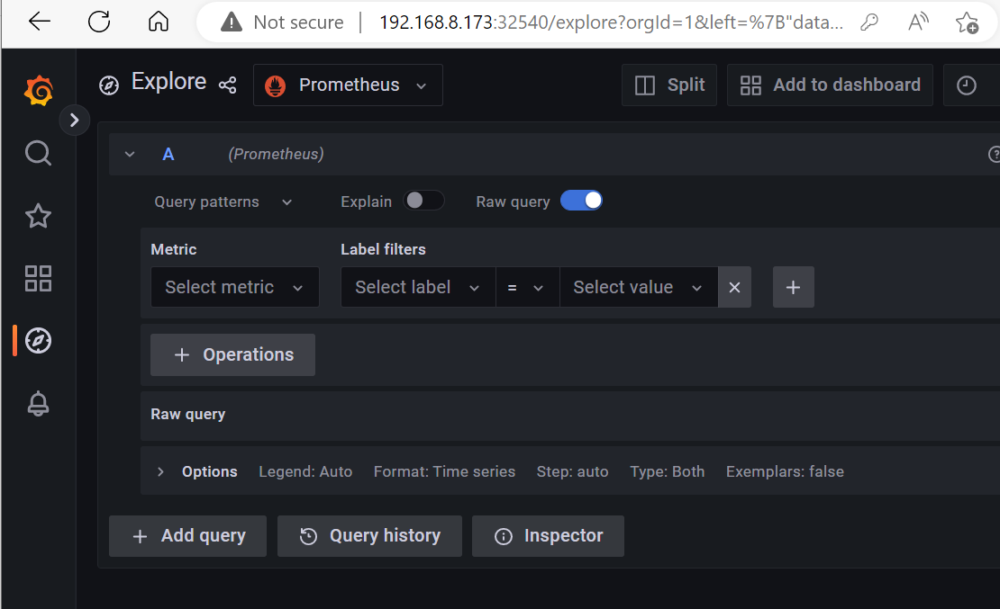 Not secure 192.168.8.173:32540/explore?orgId=1&left=%7B"data...
Explore Prometheus Split Add to dashboard
A (Prometheus)
Query patterns Explain Raw query
Metric Label filters
Select metric Select label = Select value
Operations
Raw query
Options Legend: Auto Format: Time series Step: auto Type: Both Exemplars: false
Add query Query history Inspector